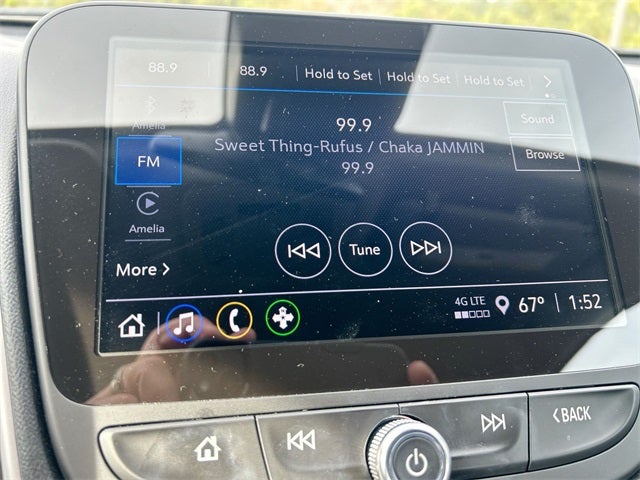 88.9 88.9 Hold to Set Hold to Set Hold to Set
Amelia
99.9
Sound
Sweet Thing-Rufus / Chaka JAMMIN
FM
Browse
99.9
Amelia
Tune
More
4G LTE
67° 1:52
BACK